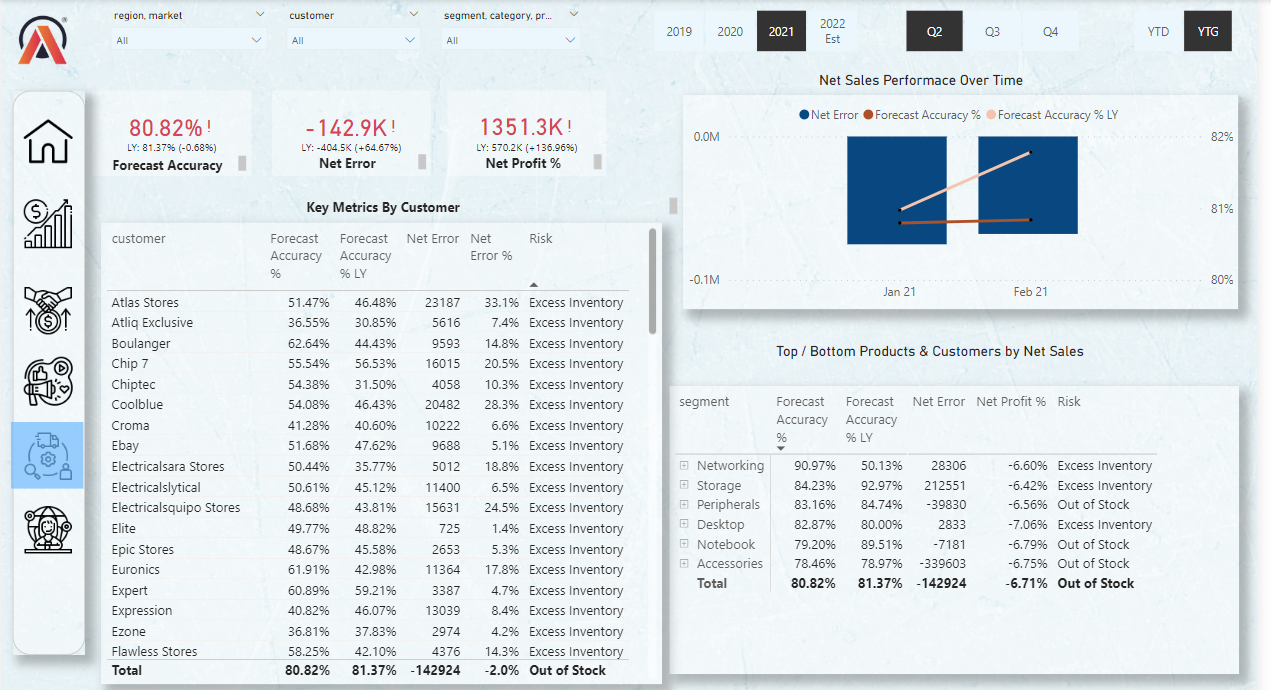 region, market
customer
segment, category, pr...
All
All
All
2019
2020
2021
2022
Est
Q2
Q3
Q4
YTD
YTG
80.82%!
LY: 81.37% (-0.68%)
Forecast Accuracy
-142.9K!
LY: -404.5K (+64.67%)
Net Error
1351.3K!
LY: 570.2K (+136.96%)
Net Profit %
Net Sales Performace Over Time
Net Error Forecast Accuracy % Forecast Accuracy % LY
0.0M
-0.1M
82%
81%
80%
Jan 21
Feb 21
Key Metrics By Customer
customer Forecast Accuracy % Forecast Accuracy % LY Net Error Net Error % Risk
Atlas Stores 51.47% 46.48% 23187 33.1% Excess Inventory
Atliq Exclusive 36.55% 30.85% 5616 7.4% Excess Inventory
Boulanger 62.64% 44.43% 9593 14.8% Excess Inventory
Chip 7 55.54% 56.53% 16015 20.5% Excess Inventory
Chiptec 54.38% 31.50% 4058 10.3% Excess Inventory
Coolblue 54.08% 46.43% 20482 28.3% Excess Inventory
Croma 41.28% 40.60% 10222 6.6% Excess Inventory
Ebay 51.68% 47.62% 9688 5.1% Excess Inventory
Electricalsara Stores 50.44% 35.77% 5012 18.8% Excess Inventory
Electricalslytical 50.61% 45.12% 11400 6.5% Excess Inventory
Electricalsquipo Stores 48.68% 43.81% 15631 24.5% Excess Inventory
Elite 49.77% 48.82% 725 1.4% Excess Inventory
Epic Stores 48.67% 45.58% 2653 5.3% Excess Inventory
Euronics 61.91% 42.98% 11364 17.8% Excess Inventory
Expert 60.89% 59.21% 3387 4.7% Excess Inventory
Expression 40.82% 46.07% 13039 8.4% Excess Inventory
Ezone 36.81% 37.83% 2974 4.2% Excess Inventory
Flawless Stores 58.25% 42.10% 4376 14.3% Excess Inventory
Total 80.82% 81.37% -142924 -2.0% Out of Stock
Top / Bottom Products & Customers by Net Sales
segment Forecast Accuracy % Forecast Accuracy % LY Net Error Net Profit % Risk
Networking 90.97% 50.13% 28306 -6.60% Excess Inventory
Storage 84.23% 92.97% 212551 -6.42% Excess Inventory
Peripherals 83.16% 84.74% -39830 -6.56% Out of Stock
Desktop 82.87% 80.00% 2833 -7.06% Excess Inventory
Notebook 79.20% 89.51% -7181 -6.79% Out of Stock
Accessories 78.46% 78.97% -339603 -6.75% Out of Stock
Total 80.82% 81.37% -142924 -6.71% Out of Stock